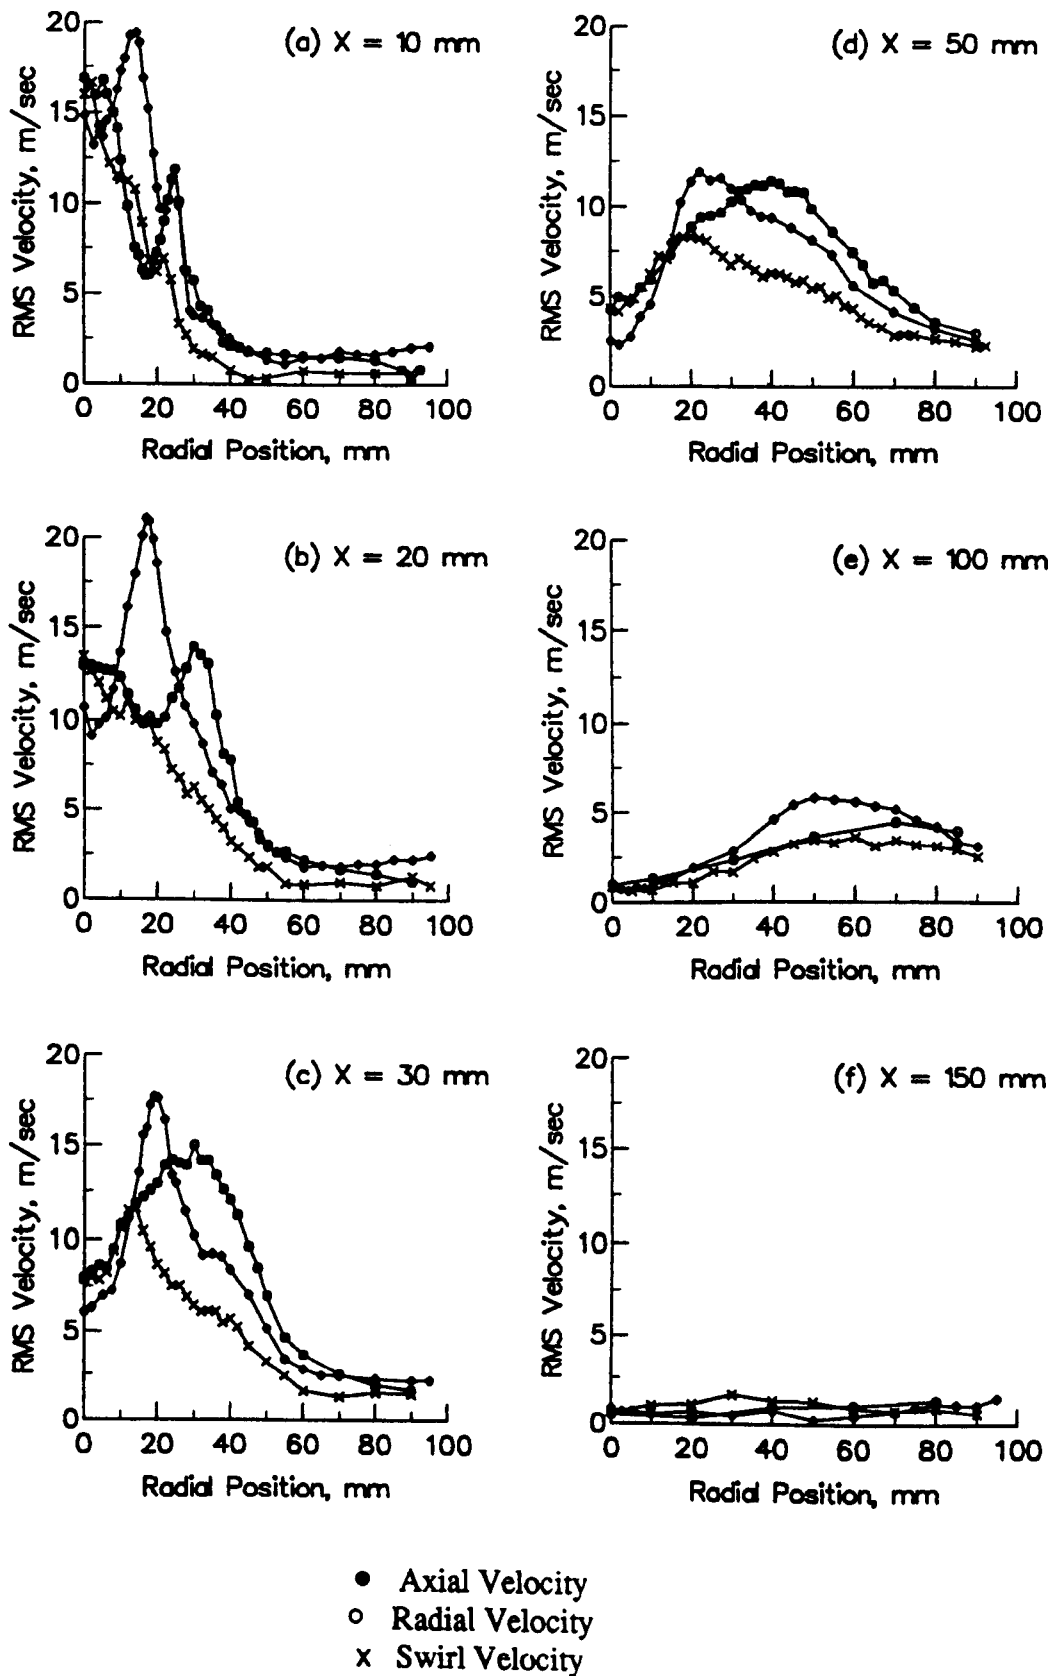 (a) X = 10 mm
RMS Velocity, m/sec
20
15
10
5
0
0 20 40 60 80 100
Radial Position, mm
(b) X = 20 mm
RMS Velocity, m/sec
20
15
10
5
0
0 20 40 60 80 100
Radial Position, mm
(c) X = 30 mm
RMS Velocity, m/sec
20
15
10
5
0
0 20 40 60 80 100
Radial Position, mm
(d) X = 50 mm
RMS Velocity, m/sec
20
15
10
5
0
0 20 40 60 80 100
Radial Position, mm
(e) X = 100 mm
RMS Velocity, m/sec
20
15
10
5
0
0 20 40 60 80 100
Radial Position, mm
(f) X = 150 mm
RMS Velocity, m/sec
20
15
10
5
0
0 20 40 60 80 100
Radial Position, mm
Axial Velocity
Radial Velocity
Swirl Velocity